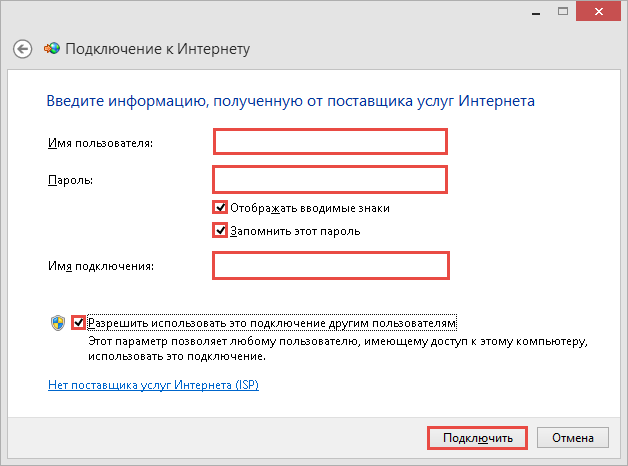 Подключение к Интернету
Введите информацию, полученную от поставщика услуг Интернета
Имя пользователя:
Пароль:
Отображать вводимые знаки
Запомнить этот пароль
Имя подключения:
Разрешить использовать это подключение другим пользователям
Этот параметр позволяет любому пользователю, имеющему доступ к этому компьютеру,
использовать это подключение.
Нет поставщика услуг Интернета (ISP)
Подключить
Отмена